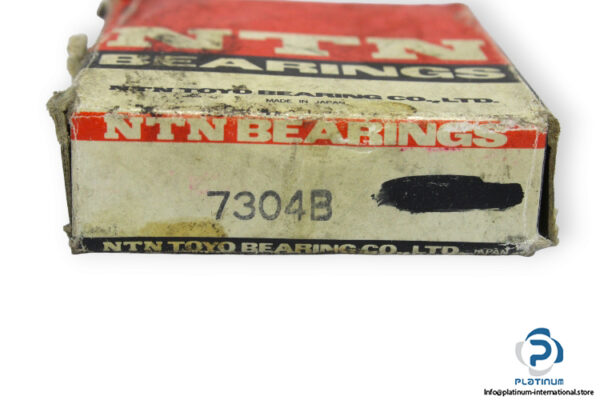 NTN
BEARINGS
NTN TOYO BEARING CO., LTD.
MADE IN JAPAN
NTN BEARINGS
7304B
NTN TOYO BEARING CO., LTD. JAPAN
PLATINUM
Info@platinum-international.store